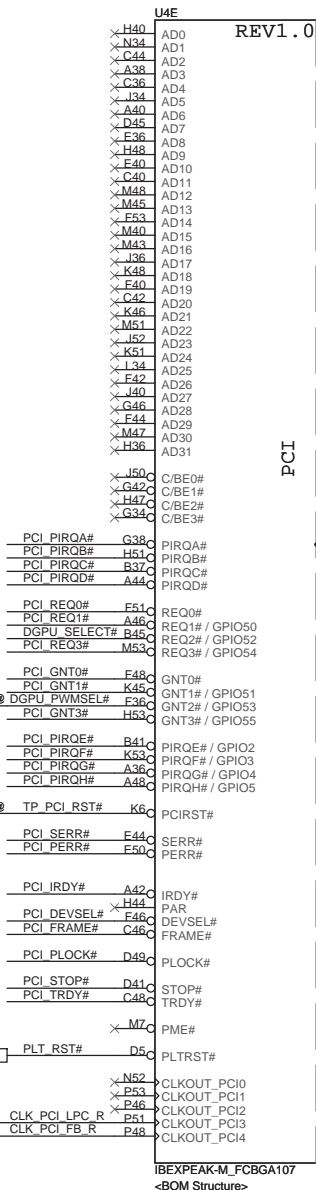 U4E
REV1.0
H40 AD0
N34 AD1
C44 AD2
A38 AD3
C36 AD4
J34 AD5
A40 AD6
D45 AD7
E36 AD8
H48 AD9
E40 AD10
C40 AD11
M48 AD12
M45 AD13
F53 AD14
M40 AD15
M43 AD16
J36 AD17
K48 AD18
F40 AD19
C42 AD20
K46 AD21
M51 AD22
J52 AD23
K51 AD24
L34 AD25
F42 AD26
J40 AD27
G46 AD28
F44 AD29
M47 AD30
H36 AD31
PCI
J50 C/BE0#
G42 C/BE1#
H47 C/BE2#
G34 C/BE3#
PCI_PIRQA# G38 PIRQA#
PCI_PIRQB# H51 PIRQB#
PCI_PIRQC# B37 PIRQC#
PCI_PIRQD# A44 PIRQD#
PCI_REQ0# F51 REQ0#
PCI_REQ1# A46 REQ1# / GPIO50
DGPU_SELECT# B45 REQ2# / GPIO52
PCI_REQ3# M53 REQ3# / GPIO54
PCI_GNT0# F48 GNT0#
PCI_GNT1# K45 GNT1# / GPIO51
@ DGPU_PWMSEL# F36 GNT2# / GPIO53
PCI_GNT3# H53 GNT3# / GPIO55
PCI_PIRQE# B41 PIRQE# / GPIO2
PCI_PIRQF# K53 PIRQF# / GPIO3
PCI_PIRQG# A36 PIRQG# / GPIO4
PCI_PIRQH# A48 PIRQH# / GPIO5
@ TP_PCI_RST# K6 PCIRST#
PCI_SERR# E44 SERR#
PCI_PERR# E50 PERR#
PCI_IRDY# A42 IRDY#
H44 PAR
PCI_DEVSEL# F46 DEVSEL#
PCI_FRAME# C46 FRAME#
PCI_PLOCK# D49 PLOCK#
PCI_STOP# D41 STOP#
PCI_TRDY# C48 TRDY#
M7 PME#
PLT_RST# D5 PLTRST#
N52 CLKOUT_PCI0
P53 CLKOUT_PCI1
P46 CLKOUT_PCI2
CLK_PCI_LPC_R P51 CLKOUT_PCI3
CLK_PCI_FB_R P48 CLKOUT_PCI4
IBEXPEAK-M_FCBGA107
<BOM Structure>